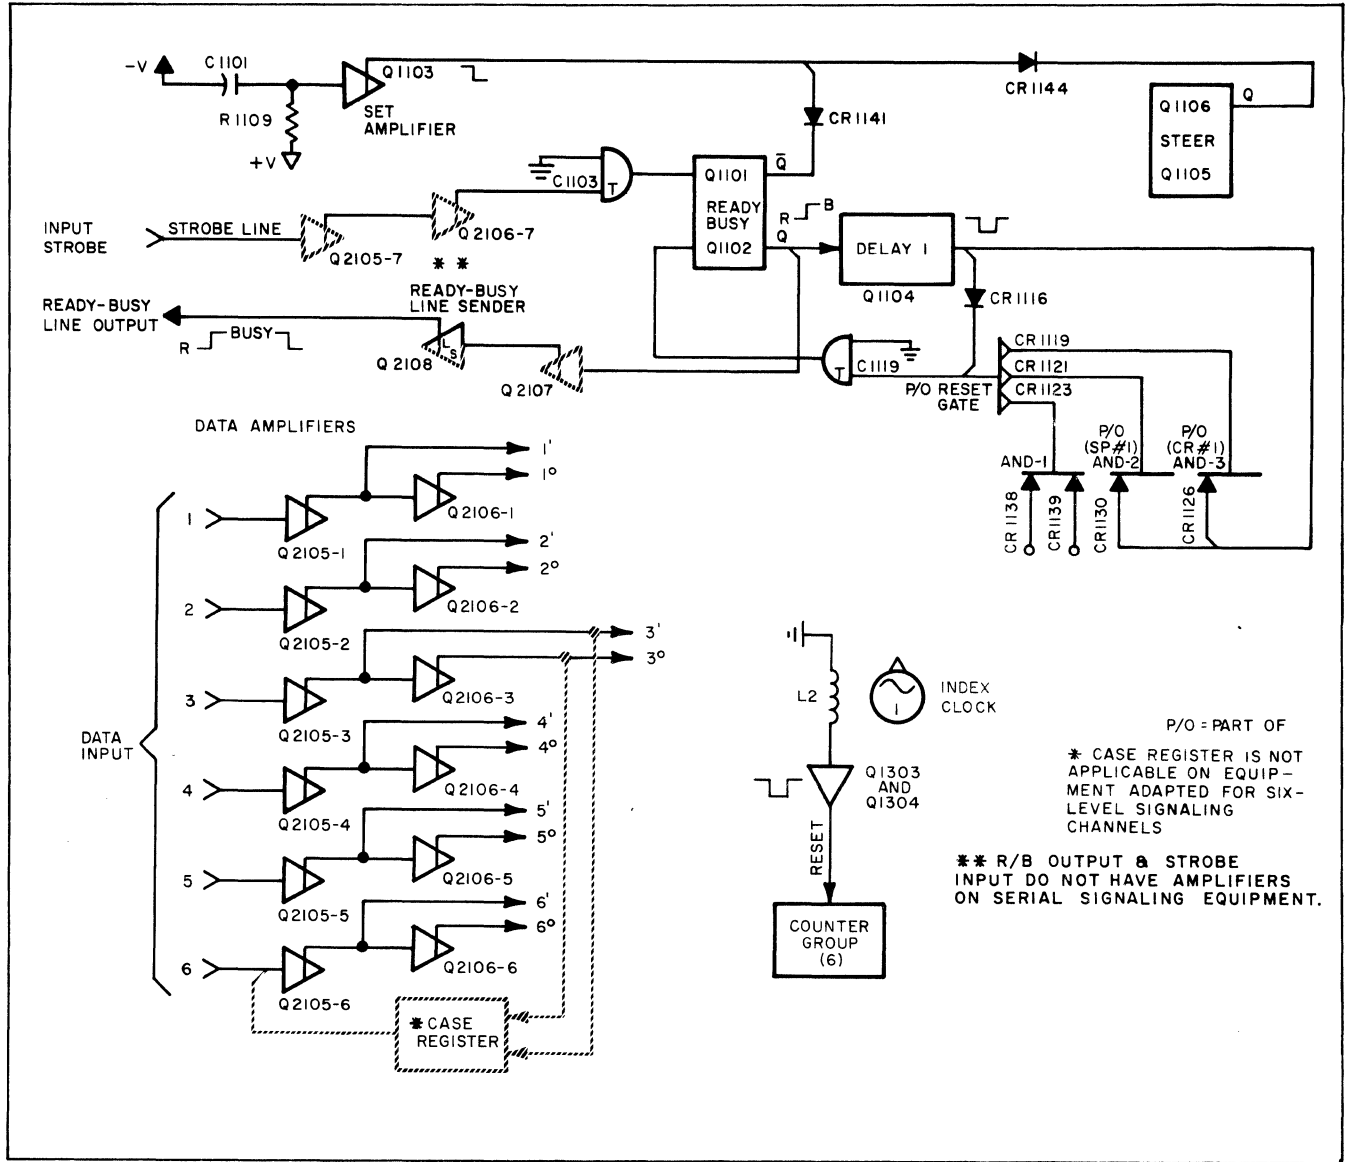 -V
C1101
Q1103
SET
AMPLIFIER
R1109
+V
CR1144
CR1141
Q1106
STEER
Q1105
Q
C1103
T
Q1101
READY
BUSY
Q1102
Q̅
R B
Q
DELAY 1
Q1104
CR1116
INPUT
STROBE
STROBE LINE
Q2105-7
Q2106-7
* *
READY-BUSY
LINE SENDER
READY-BUSY
LINE OUTPUT
R BUSY
Q2108
LS
Q2107
T
C1119
P/O RESET
GATE
CR1119
CR1121
CR1123
AND-1
P/O
(SP#1)
AND-2
P/O
(CR#1)
AND-3
CR1138
CR1139
CR1130
CR1126
DATA AMPLIFIERS
DATA
INPUT
1
Q2105-1
Q2106-1
1'
1°
2
Q2105-2
Q2106-2
2'
2°
3
Q2105-3
Q2106-3
3'
3°
4
Q2105-4
Q2106-4
4'
4°
5
Q2105-5
Q2106-5
5'
5°
6
Q2105-6
Q2106-6
6'
6°
* CASE
REGISTER
L2
1
INDEX
CLOCK
Q1303
AND
Q1304
RESET
COUNTER
GROUP
(6)
P/O = PART OF
* CASE REGISTER IS NOT
APPLICABLE ON EQUIP-
MENT ADAPTED FOR SIX-
LEVEL SIGNALING
CHANNELS
** R/B OUTPUT & STROBE
INPUT DO NOT HAVE AMPLIFIERS
ON SERIAL SIGNALING EQUIPMENT.